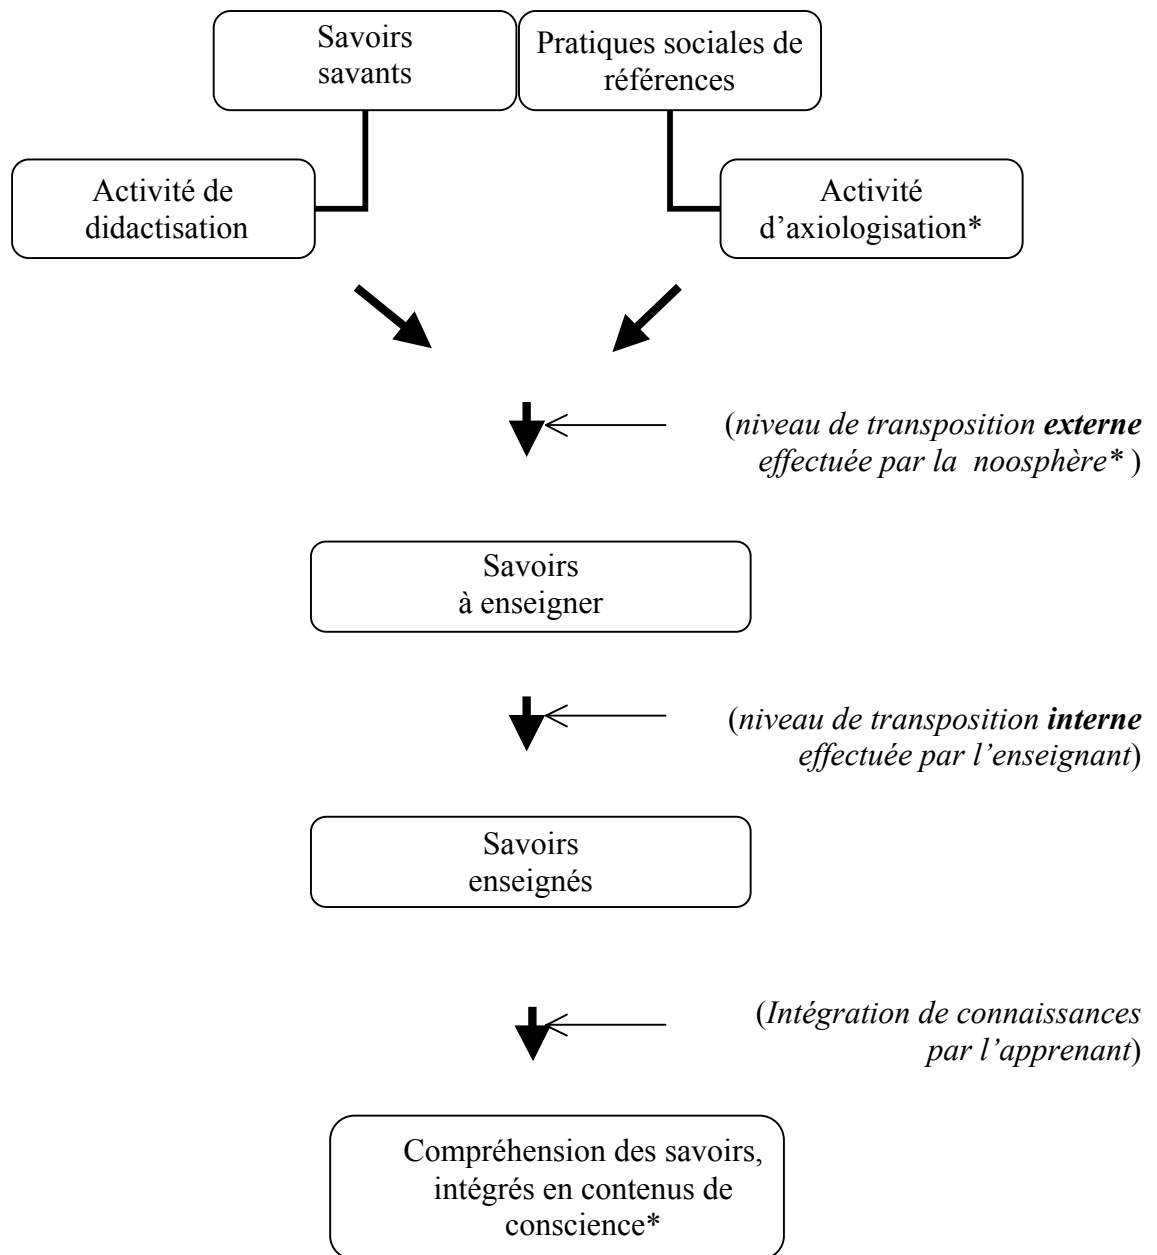 Savoirs
savants
Pratiques sociales de
références
Activité de
didactisation
Activité
d’axiologisation*
(niveau de transposition externe
effectuée par la noosphère* )
Savoirs
à enseigner
(niveau de transposition interne
effectuée par l’enseignant)
Savoirs
enseignés
(Intégration de connaissances
par l’apprenant)
Compréhension des savoirs,
intégrés en contenus de
conscience*